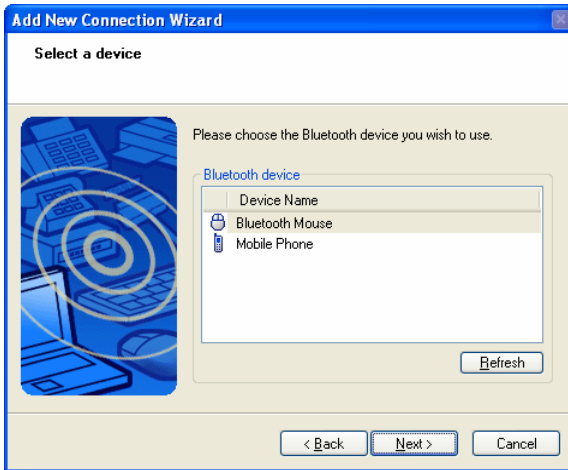 Add New Connection Wizard
Select a device
Please choose the Bluetooth device you wish to use.
Bluetooth device
Device Name
Bluetooth Mouse
Mobile Phone
Refresh
< Back Next > Cancel